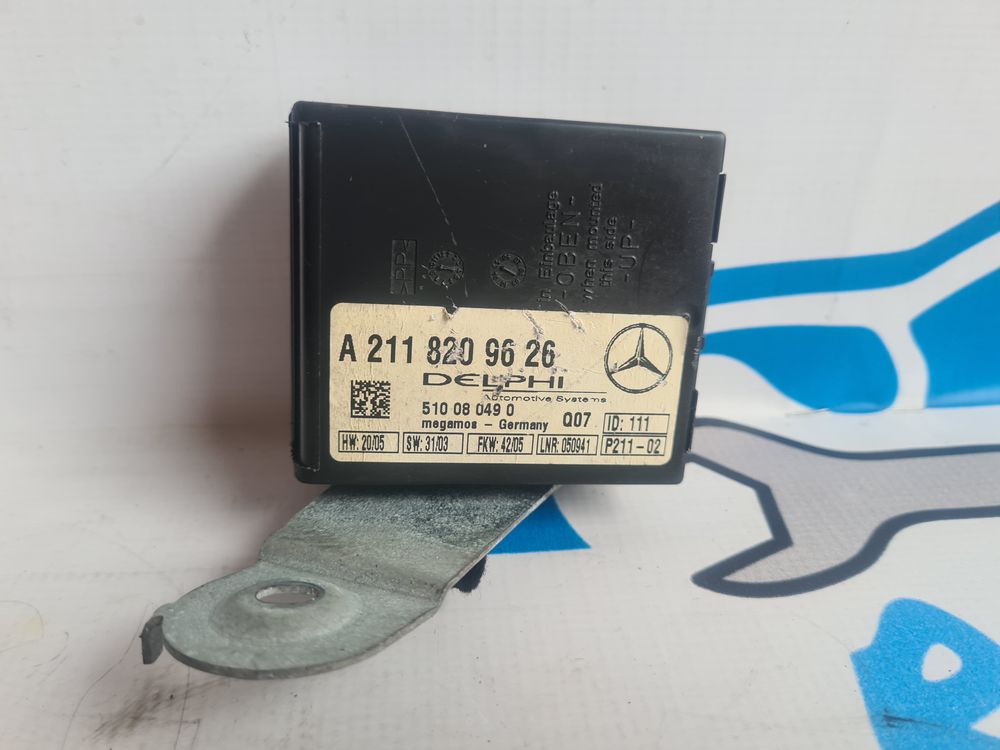 in Einbaulage
-OBEN-
when mounted
this side
-UP-
>PP<
A 211 820 96 26
DELPHI
Automotive Systems
510 08 049 0
Q07
ID: 111
megamos - Germany
HW: 20/05
SW: 31/03
FKW: 42/05
LNR: 050941
P211-02